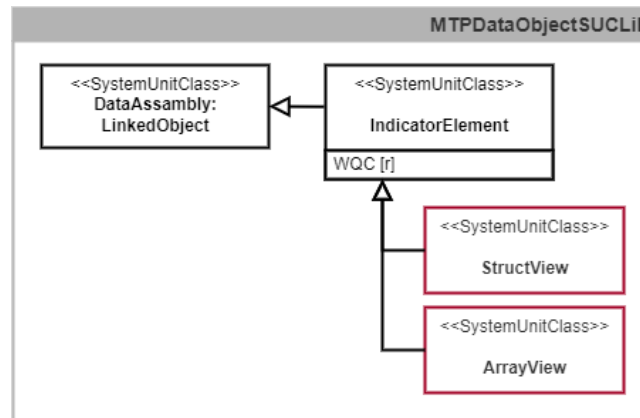 MTPDataObjectSUCLi
<<SystemUnitClass>>
DataAssambly:
LinkedObject
<<SystemUnitClass>>
IndicatorElement
WQC [r]
<<SystemUnitClass>>
StructView
<<SystemUnitClass>>
ArrayView